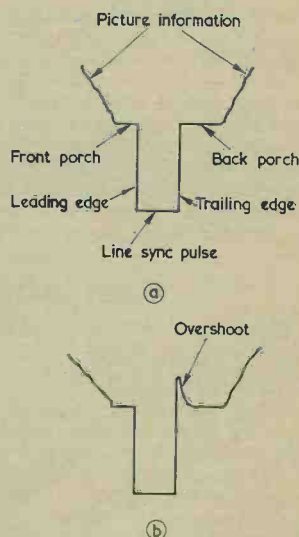 Picture information
Front porch
Back porch
Leading edge
Trailing edge
Line sync pulse
a
Overshoot
b